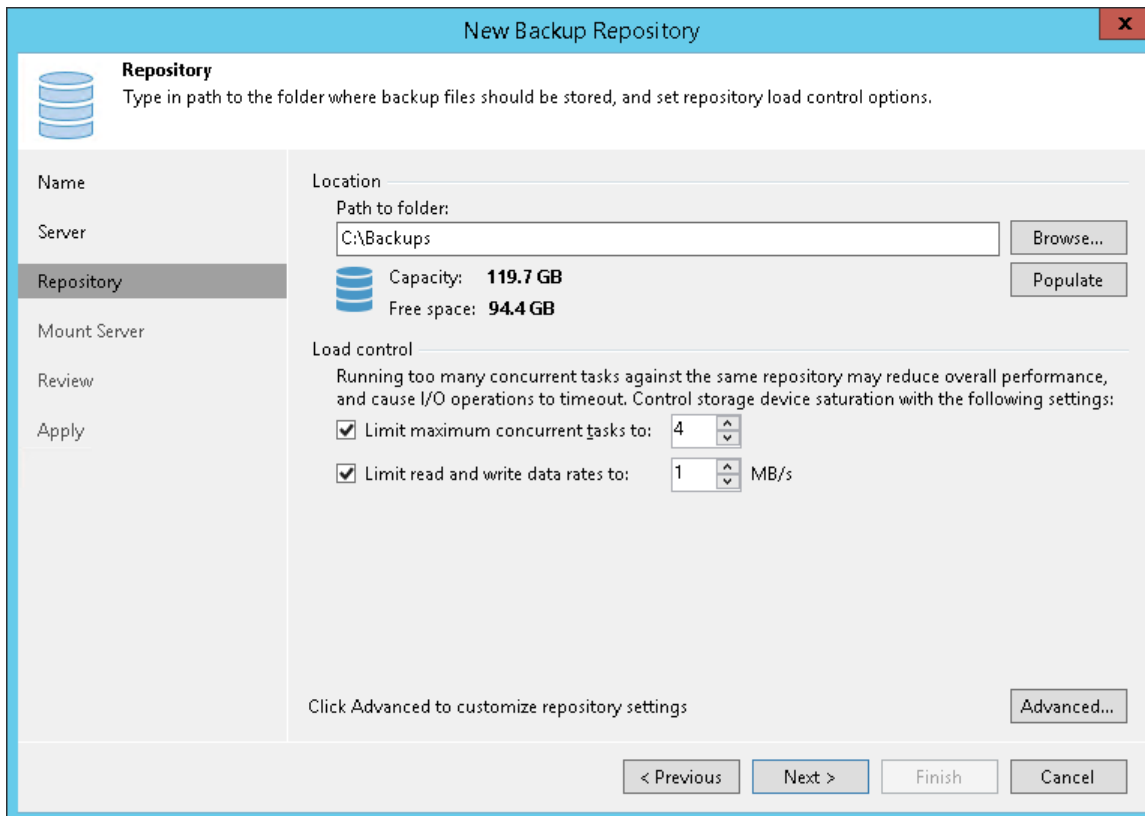 New Backup Repository
x
Repository
Type in path to the folder where backup files should be stored, and set repository load control options.
Name
Server
Repository
Mount Server
Review
Apply
Location
Path to folder:
C:\Backups
Browse...
Capacity: 119.7 GB
Populate
Free space: 94.4 GB
Load control
Running too many concurrent tasks against the same repository may reduce overall performance,
and cause I/O operations to timeout. Control storage device saturation with the following settings:
Limit maximum concurrent tasks to: 4
Limit read and write data rates to: 1 MB/s
Click Advanced to customize repository settings
Advanced...
< Previous
Next >
Finish
Cancel